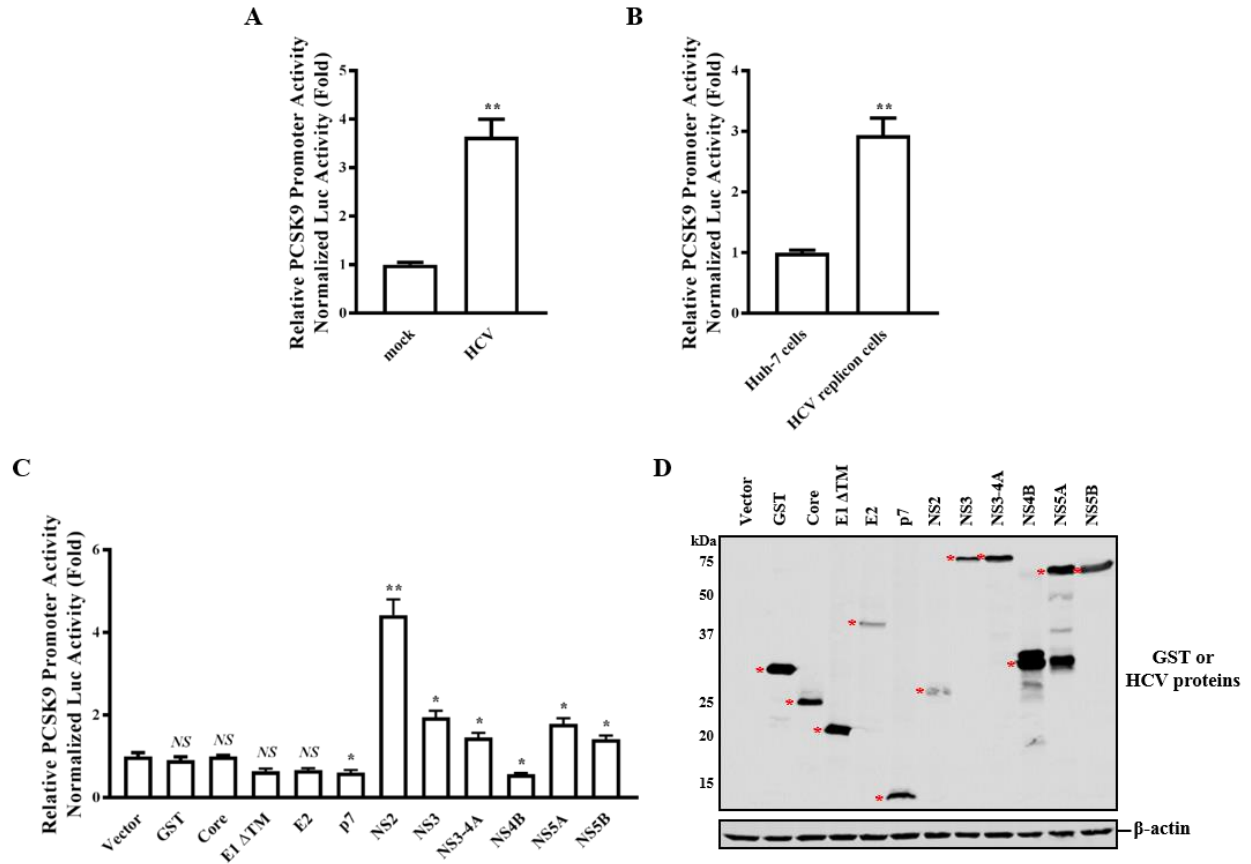 A
Relative PCSK9 Promoter Activity
Normalized Luc Activity (Fold)
5
4
3
2
1
0
**
mock
HCV
B
Relative PCSK9 Promoter Activity
Normalized Luc Activity (Fold)
4
3
2
1
0
**
Huh-7 cells
HCV replicon cells
C
Relative PCSK9 Promoter Activity
Normalized Luc Activity (Fold)
6
4
2
0
NS
NS
NS
NS
*
**
*
*
*
*
*
Vector
GST
Core
E1 ΔTM
E2
p7
NS2
NS3
NS3-4A
NS4B
NS5A
NS5B
D
Vector
GST
Core
E1 ΔTM
E2
p7
NS2
NS3
NS3-4A
NS4B
NS5A
NS5B
kDa
75
50
37
25
20
15
*
*
*
*
*
*
*
*
*
*
*
GST or
HCV proteins
β-actin